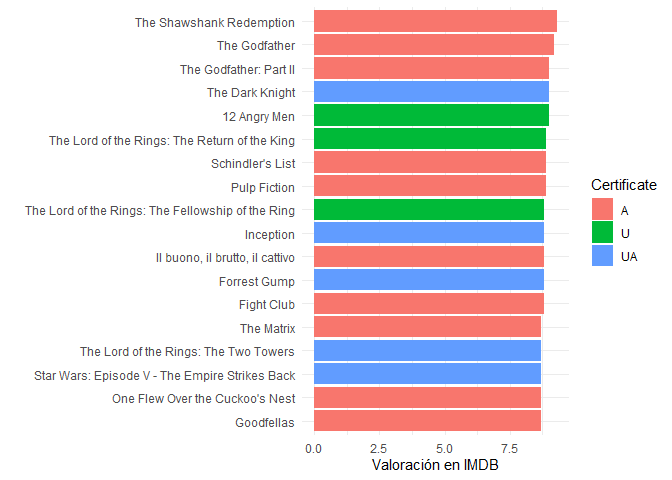 The Shawshank Redemption
The Godfather
The Godfather: Part II
The Dark Knight
12 Angry Men
The Lord of the Rings: The Return of the King
Schindler's List
Pulp Fiction
The Lord of the Rings: The Fellowship of the Ring
Inception
Il buono, il brutto, il cattivo
Forrest Gump
Fight Club
The Matrix
The Lord of the Rings: The Two Towers
Star Wars: Episode V - The Empire Strikes Back
One Flew Over the Cuckoo's Nest
Goodfellas
0.0 2.5 5.0 7.5
Valoración en IMDB
Certificate
A
U
UA